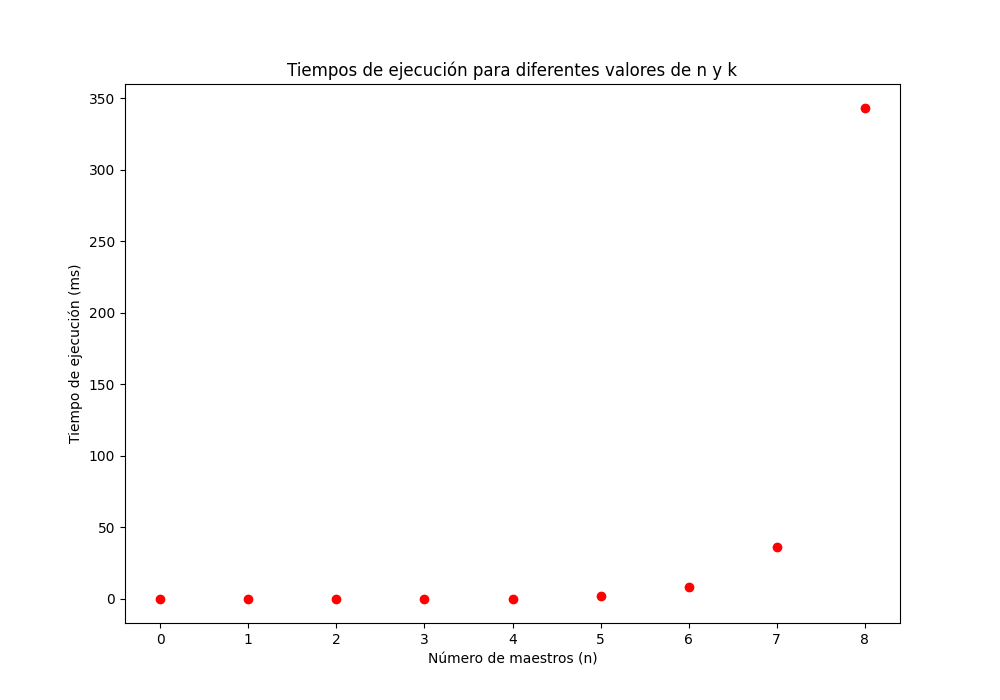 Tiempos de ejecución para diferentes valores de n y k
350
300
250
200
150
100
50
0
Tiempo de ejecución (ms)
0 1 2 3 4 5 6 7 8
Número de maestros (n)